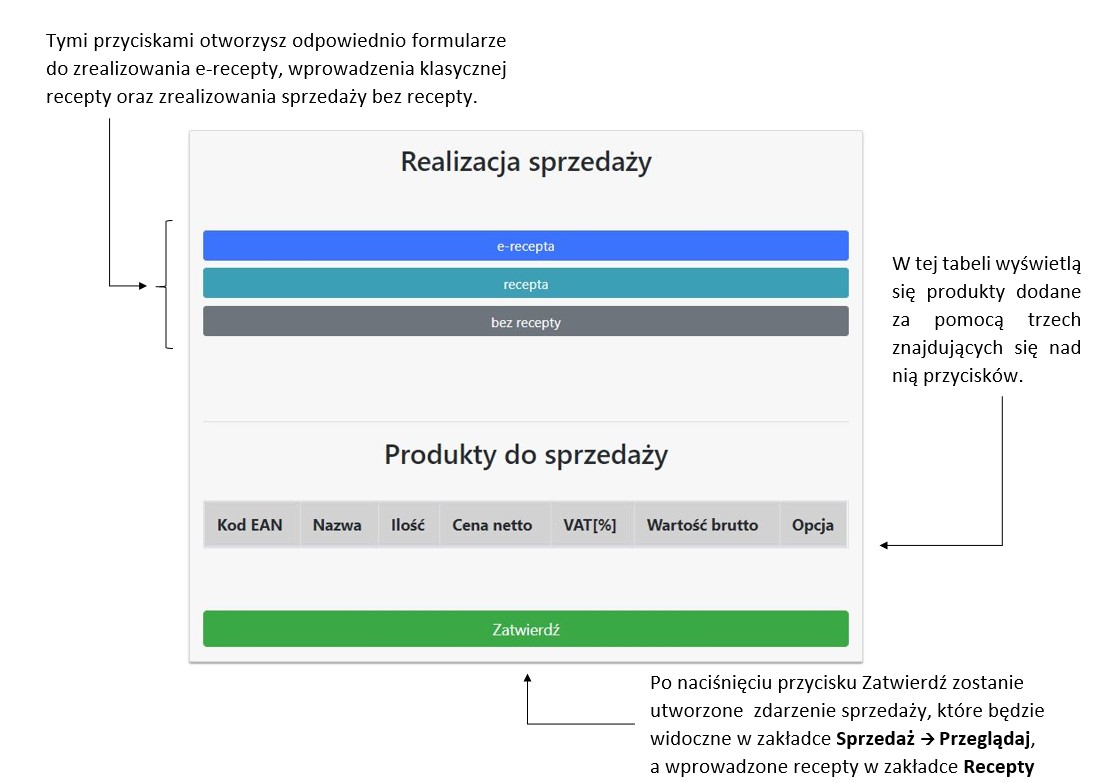 Tymi przyciskami otworzysz odpowiednio formularze
do zrealizowania e-recepty, wprowadzenia klasycznej
recepty oraz zrealizowania sprzedaży bez recepty.
Realizacja sprzedaży
e-recepta
recepta
bez recepty
W tej tabeli wyświetlą
się produkty dodane
za pomocą trzech
znajdujących się nad
nią przycisków.
Produkty do sprzedaży
Kod EAN Nazwa Ilość Cena netto VAT[%] Wartość brutto Opcja
Zatwierdź
Po naciśnięciu przycisku Zatwierdź zostanie
utworzone zdarzenie sprzedaży, które będzie
widoczne w zakładce Sprzedaż → Przeglądaj,
a wprowadzone recepty w zakładce Recepty